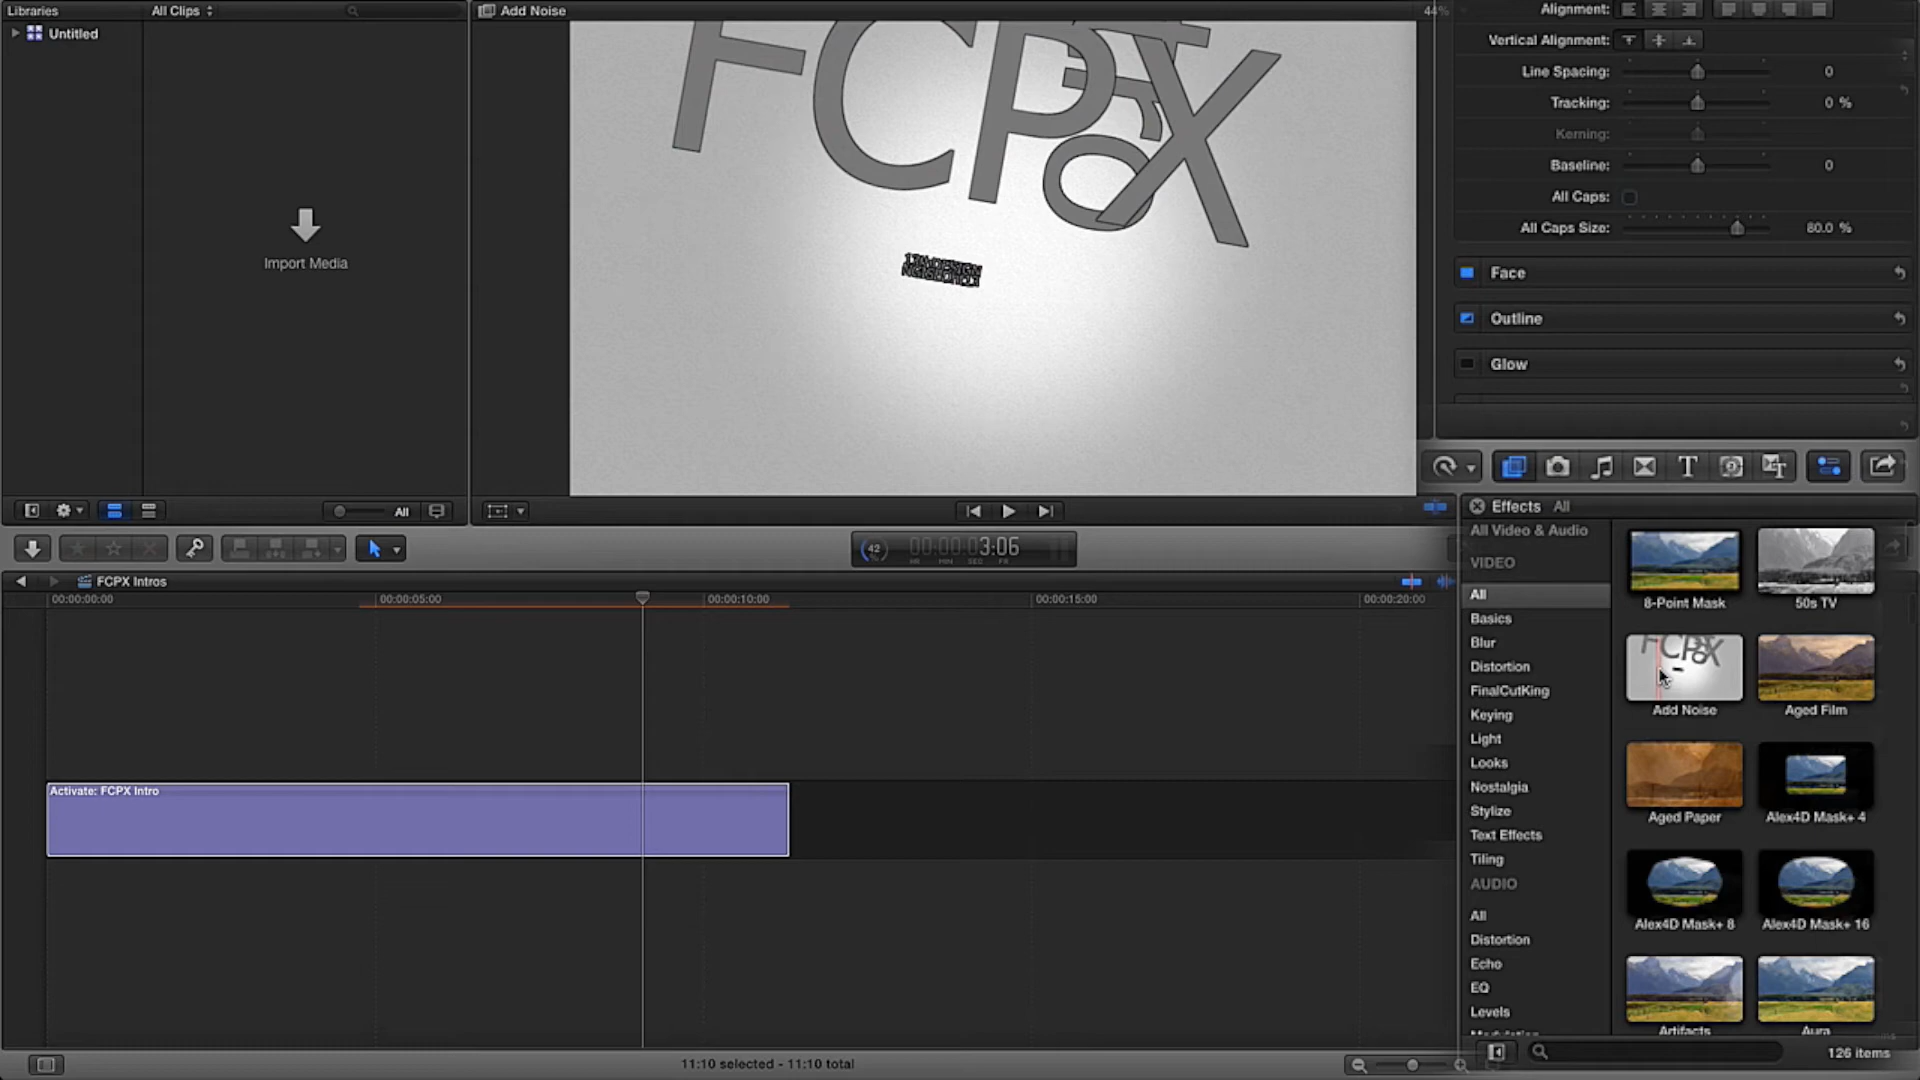 Libraries
All Clips
Add Noise
44%
Untitled
Import Media
All
FCPX
Alignment:
Vertical Alignment:
Line Spacing: 0
Tracking: 0 %
Kerning:
Baseline: 0
All Caps:
All Caps Size: 80.0 %
Face
Outline
Glow
42 00:00:03:06
HR MIN SEC FR
FCPX Intros
00:00:00:00
00:00:05:00
00:00:10:00
00:00:15:00
00:00:20:00
Activate: FCPX Intro
11:10 selected - 11:10 total
Effects All
All Video & Audio
VIDEO
All
Basics
Blur
Distortion
FinalCutKing
Keying
Light
Looks
Nostalgia
Stylize
Text Effects
Tiling
AUDIO
All
Distortion
Echo
EQ
Levels
8-Point Mask
50s TV
Add Noise
Aged Film
Aged Paper
Alex4D Mask+ 4
Alex4D Mask+ 8
Alex4D Mask+ 16
Artifacts
Aura
126 items